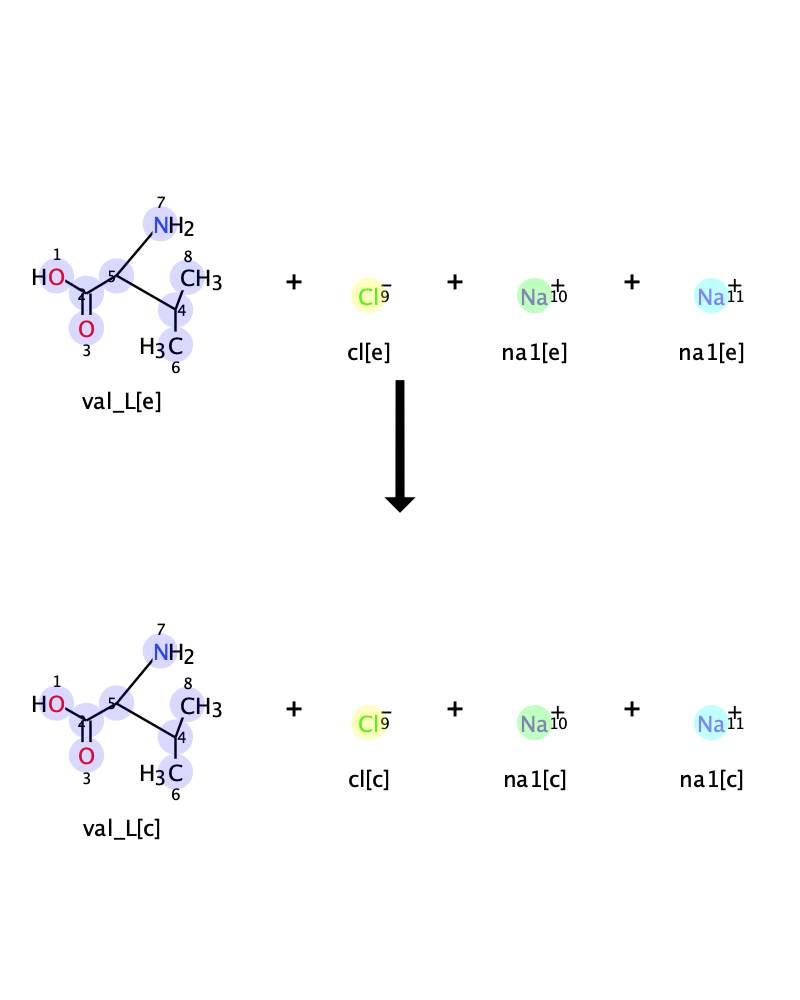 7
NH2
1 8
HO 2 5 CH3
+ Cl− 9 + Na+ 10 + Na+ 11
O 4
3 H3C
6
cl[e] na1[e] na1[e]
val_L[e]
7
NH2
1 8
HO 2 5 CH3
+ Cl− 9 + Na+ 10 + Na+ 11
O 4
3 H3C
6
cl[c] na1[c] na1[c]
val_L[c]